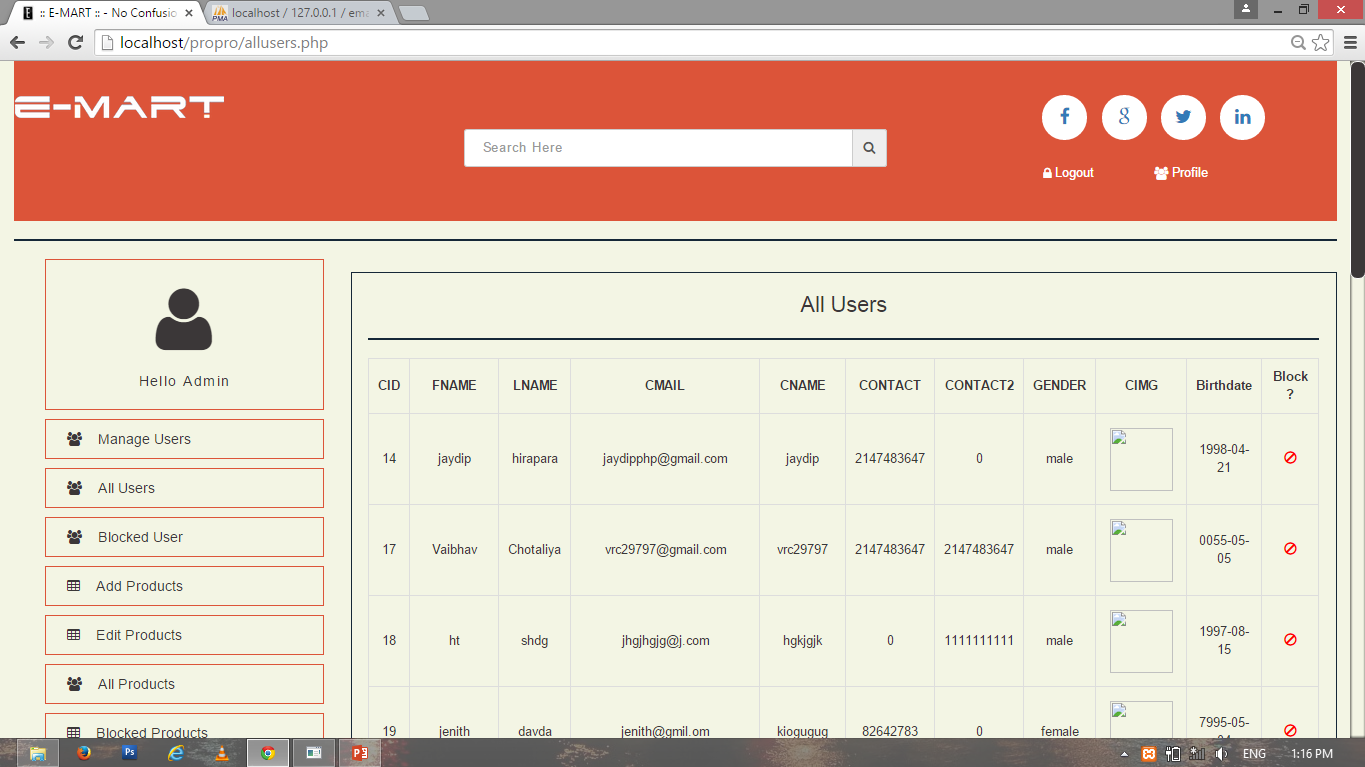 :: E-MART :: - No Confusio
localhost / 127.0.0.1 / ema
localhost/propro/allusers.php
E-MART
Search Here
Logout
Profile
Hello Admin
Manage Users
All Users
Blocked User
Add Products
Edit Products
All Products
Blocked Products
All Users
CID FNAME LNAME CMAIL CNAME CONTACT CONTACT2 GENDER CIMG Birthdate Block ?
14 jaydip hirapara jaydipphp@gmail.com jaydip 2147483647 0 male 1998-04-21
17 Vaibhav Chotaliya vrc29797@gmail.com vrc29797 2147483647 2147483647 male 0055-05-05
18 ht shdg jhgjhgjg@j.com hgkjgjk 0 1111111111 male 1997-08-15
19 jenith davda jenith@gmil.om kiogugug 82642783 0 female 7995-05-
ENG 1:16 PM